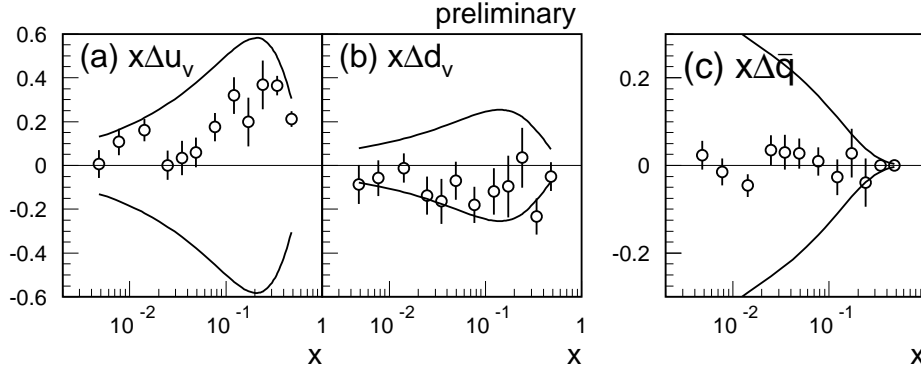 preliminary
(a) xΔu_v
(b) xΔd_v
(c) xΔq̄
0.6
0.4
0.2
0
-0.2
-0.4
-0.6
0.2
0
-0.2
10⁻² 10⁻¹ 1
10⁻² 10⁻¹ 1
10⁻² 10⁻¹
x
x
x